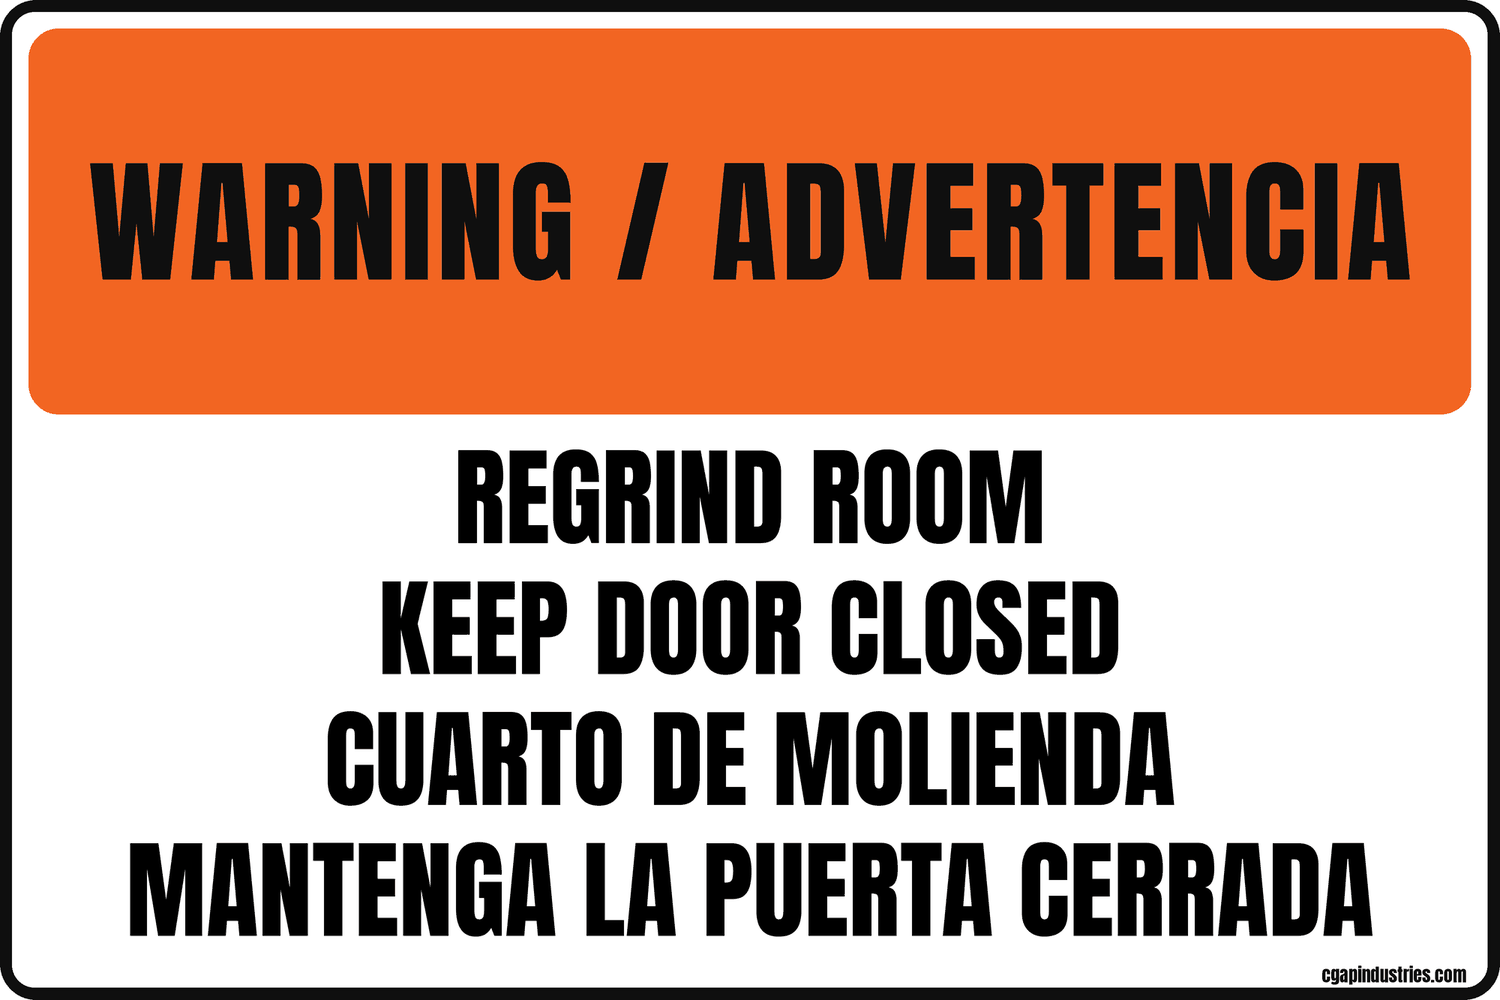 WARNING / ADVERTENCIA
REGRIND ROOM
KEEP DOOR CLOSED
CUARTO DE MOLIENDA
MANTENGA LA PUERTA CERRADA
cgapindustries.com